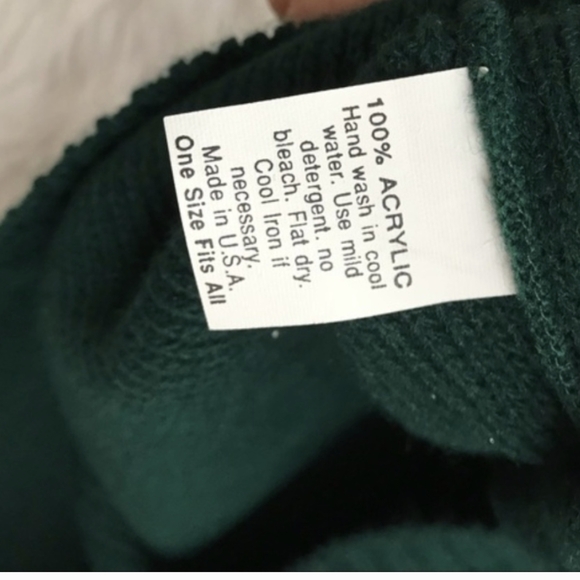 100% ACRYLIC
Hand wash in cool
water. Use mild
detergent. no
bleach. Flat dry.
Cool Iron if
necessary.
Made in U.S.A.
One Size Fits All